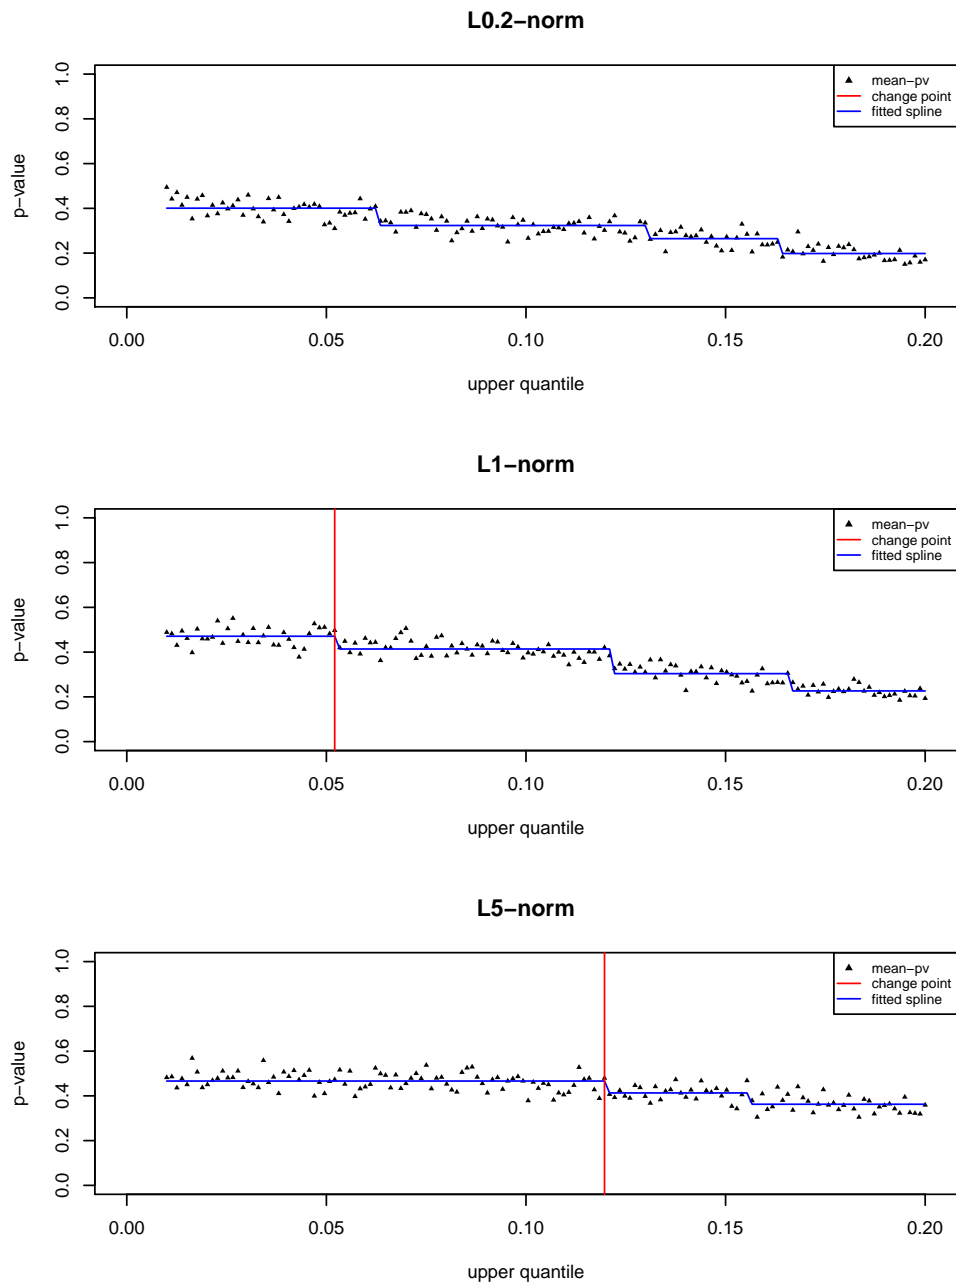 L0.2−norm
p−value
0.0 0.2 0.4 0.6 0.8 1.0
mean−pv
change point
fitted spline
0.00 0.05 0.10 0.15 0.20
upper quantile
L1−norm
p−value
0.0 0.2 0.4 0.6 0.8 1.0
mean−pv
change point
fitted spline
0.00 0.05 0.10 0.15 0.20
upper quantile
L5−norm
p−value
0.0 0.2 0.4 0.6 0.8 1.0
mean−pv
change point
fitted spline
0.00 0.05 0.10 0.15 0.20
upper quantile